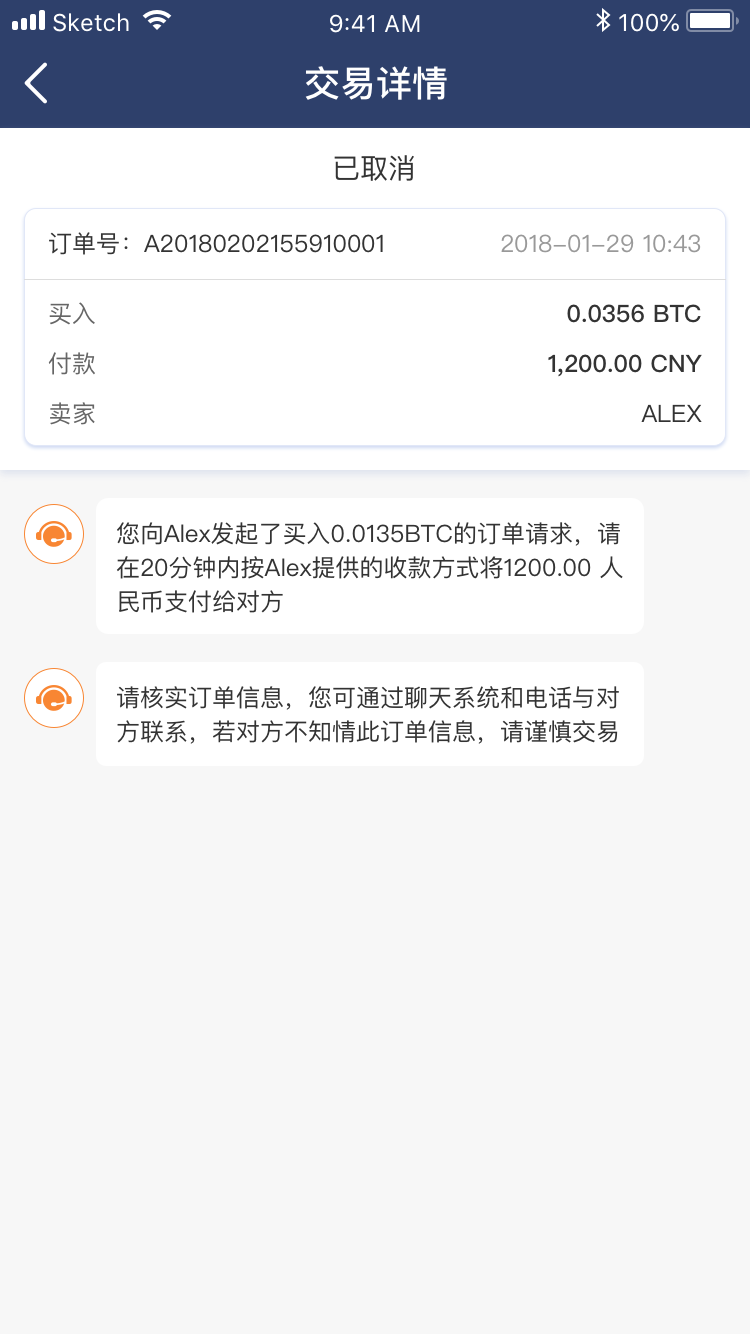 Sketch 9:41 AM 100%
交易详情
已取消
订单号：A20180202155910001 2018-01-29 10:43
买入 0.0356 BTC
付款 1,200.00 CNY
卖家 ALEX
您向Alex发起了买入0.0135BTC的订单请求，请
在20分钟内按Alex提供的收款方式将1200.00 人
民币支付给对方
请核实订单信息，您可通过聊天系统和电话与对
方联系，若对方不知情此订单信息，请谨慎交易